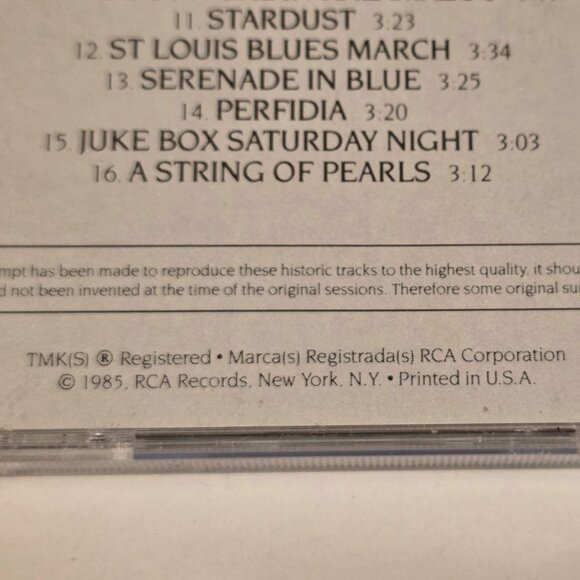 11. STARDUST 3:23
12. ST LOUIS BLUES MARCH 3:34
13. SERENADE IN BLUE 3:25
14. PERFIDIA 3:20
15. JUKE BOX SATURDAY NIGHT 3:03
16. A STRING OF PEARLS 3:12
mpt has been made to reproduce these historic tracks to the highest quality, it shou
d not been invented at the time of the original sessions. Therefore some original su
TMK(S) ® Registered • Marca(s) Registrada(s) RCA Corporation
© 1985, RCA Records, New York, N.Y. • Printed in U.S.A.